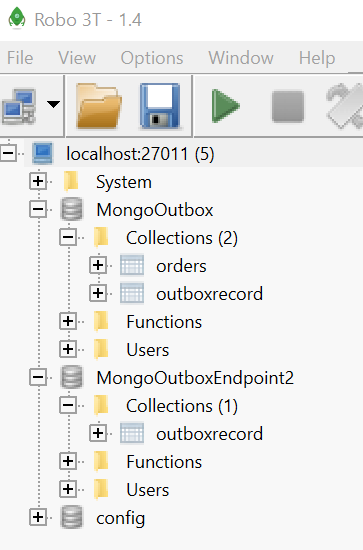 Robo 3T - 1.4
File View Options Window Help
localhost:27011 (5)
System
MongoOutbox
Collections (2)
orders
outboxrecord
Functions
Users
MongoOutboxEndpoint2
Collections (1)
outboxrecord
Functions
Users
config